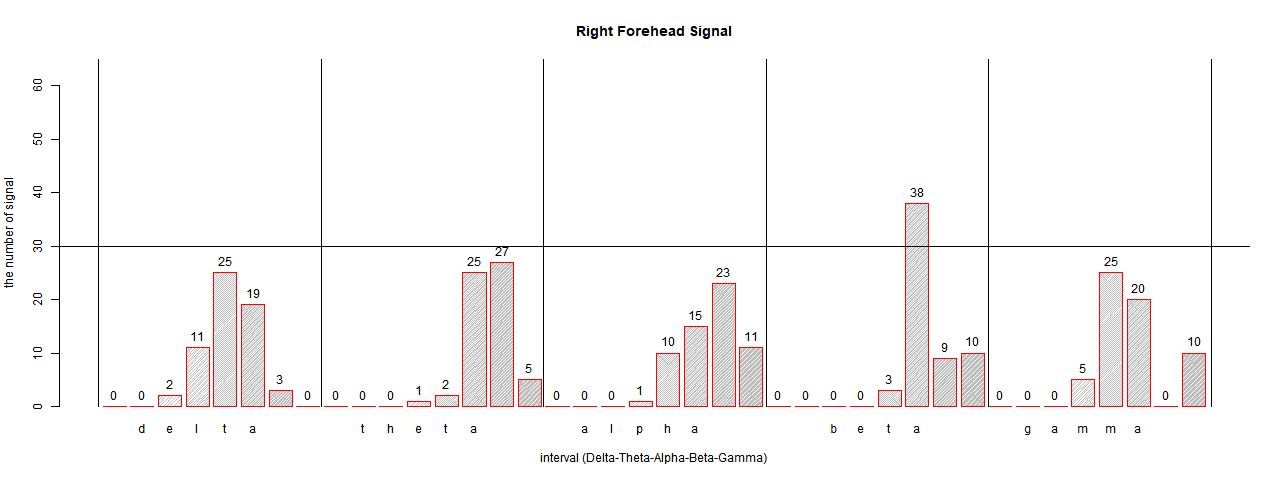 Right Forehead Signal
the number of signal
60
50
40
30
20
10
0
0 0 2 11 25 19 3 0 0 0 0 1 2 25 27 5 0 0 0 1 10 15 23 11 0 0 0 0 3 38 9 10 0 0 0 5 25 20 0 10
d e l t a t h e t a a l p h a b e t a g a m m a
interval (Delta-Theta-Alpha-Beta-Gamma)